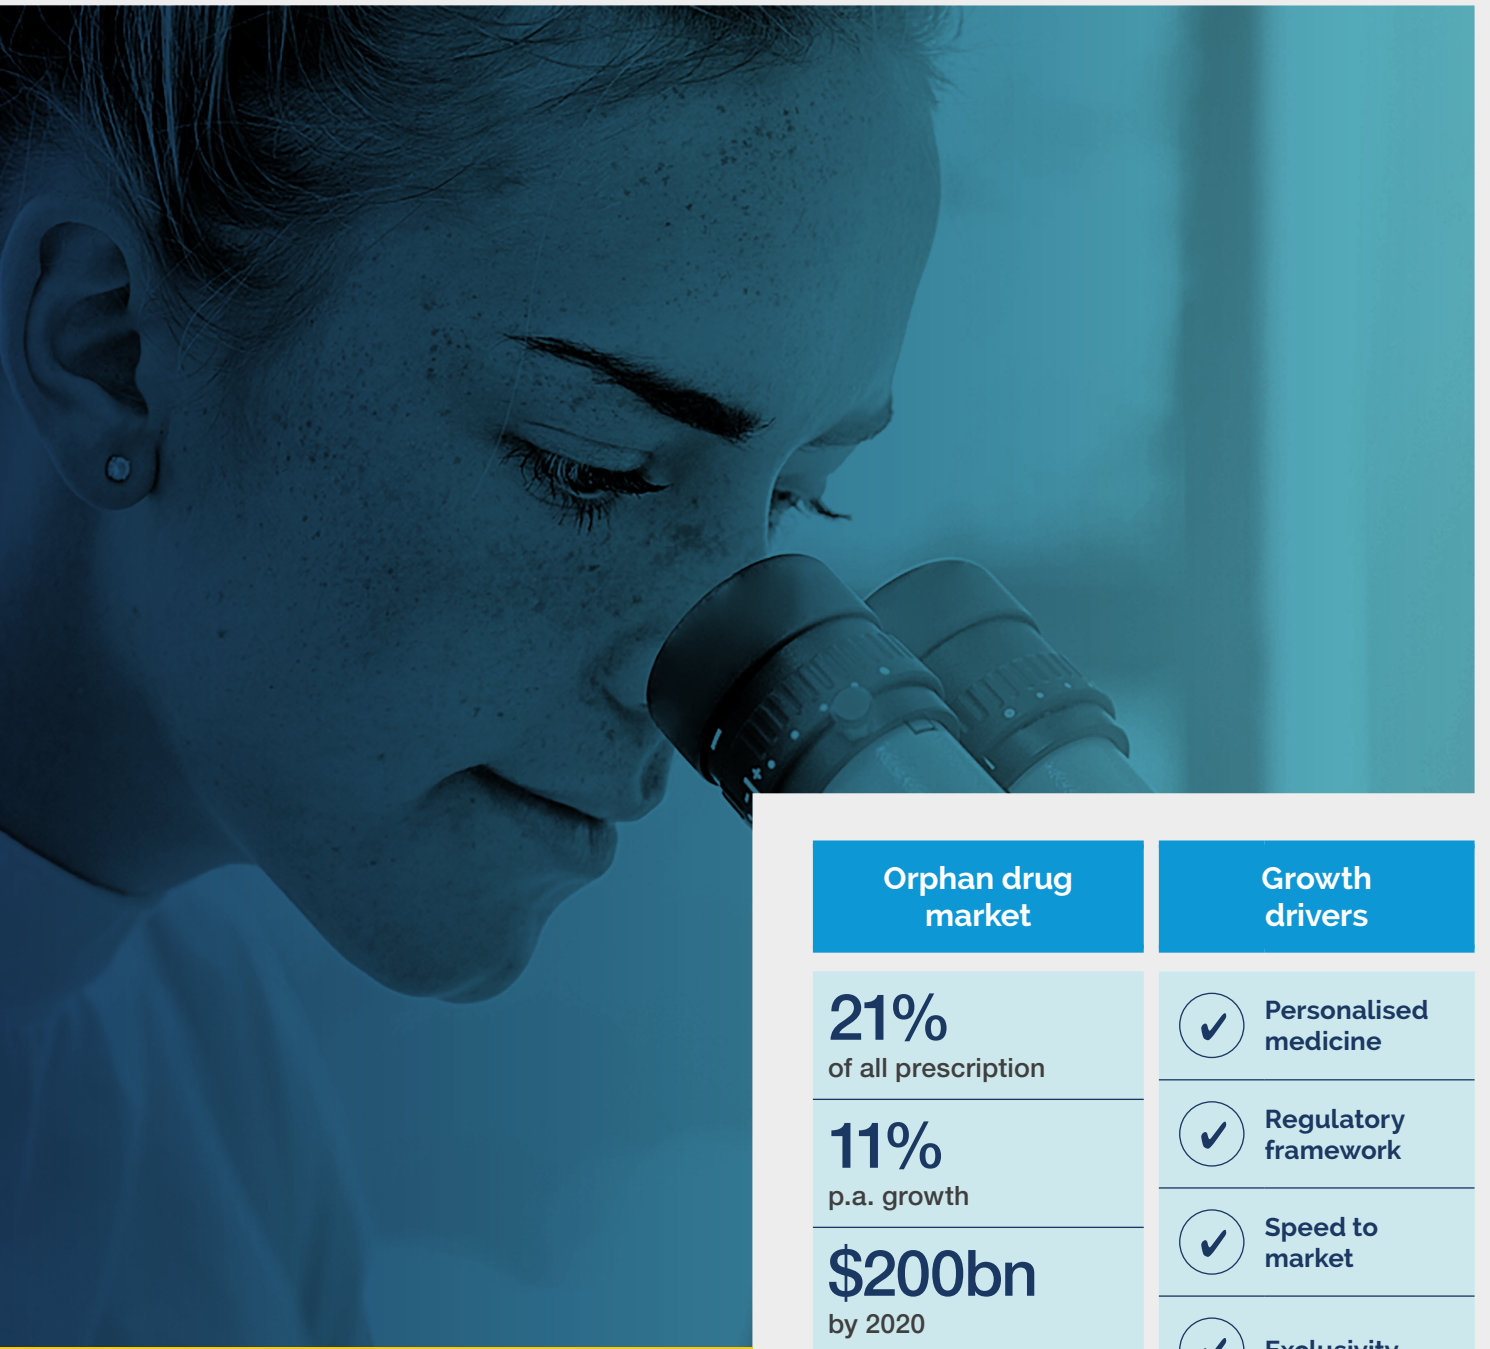 Orphan drug
market
21%
of all prescription
11%
p.a. growth
$200bn
by 2020
Growth
drivers
Personalised
medicine
Regulatory
framework
Speed to
market
Exclusivity